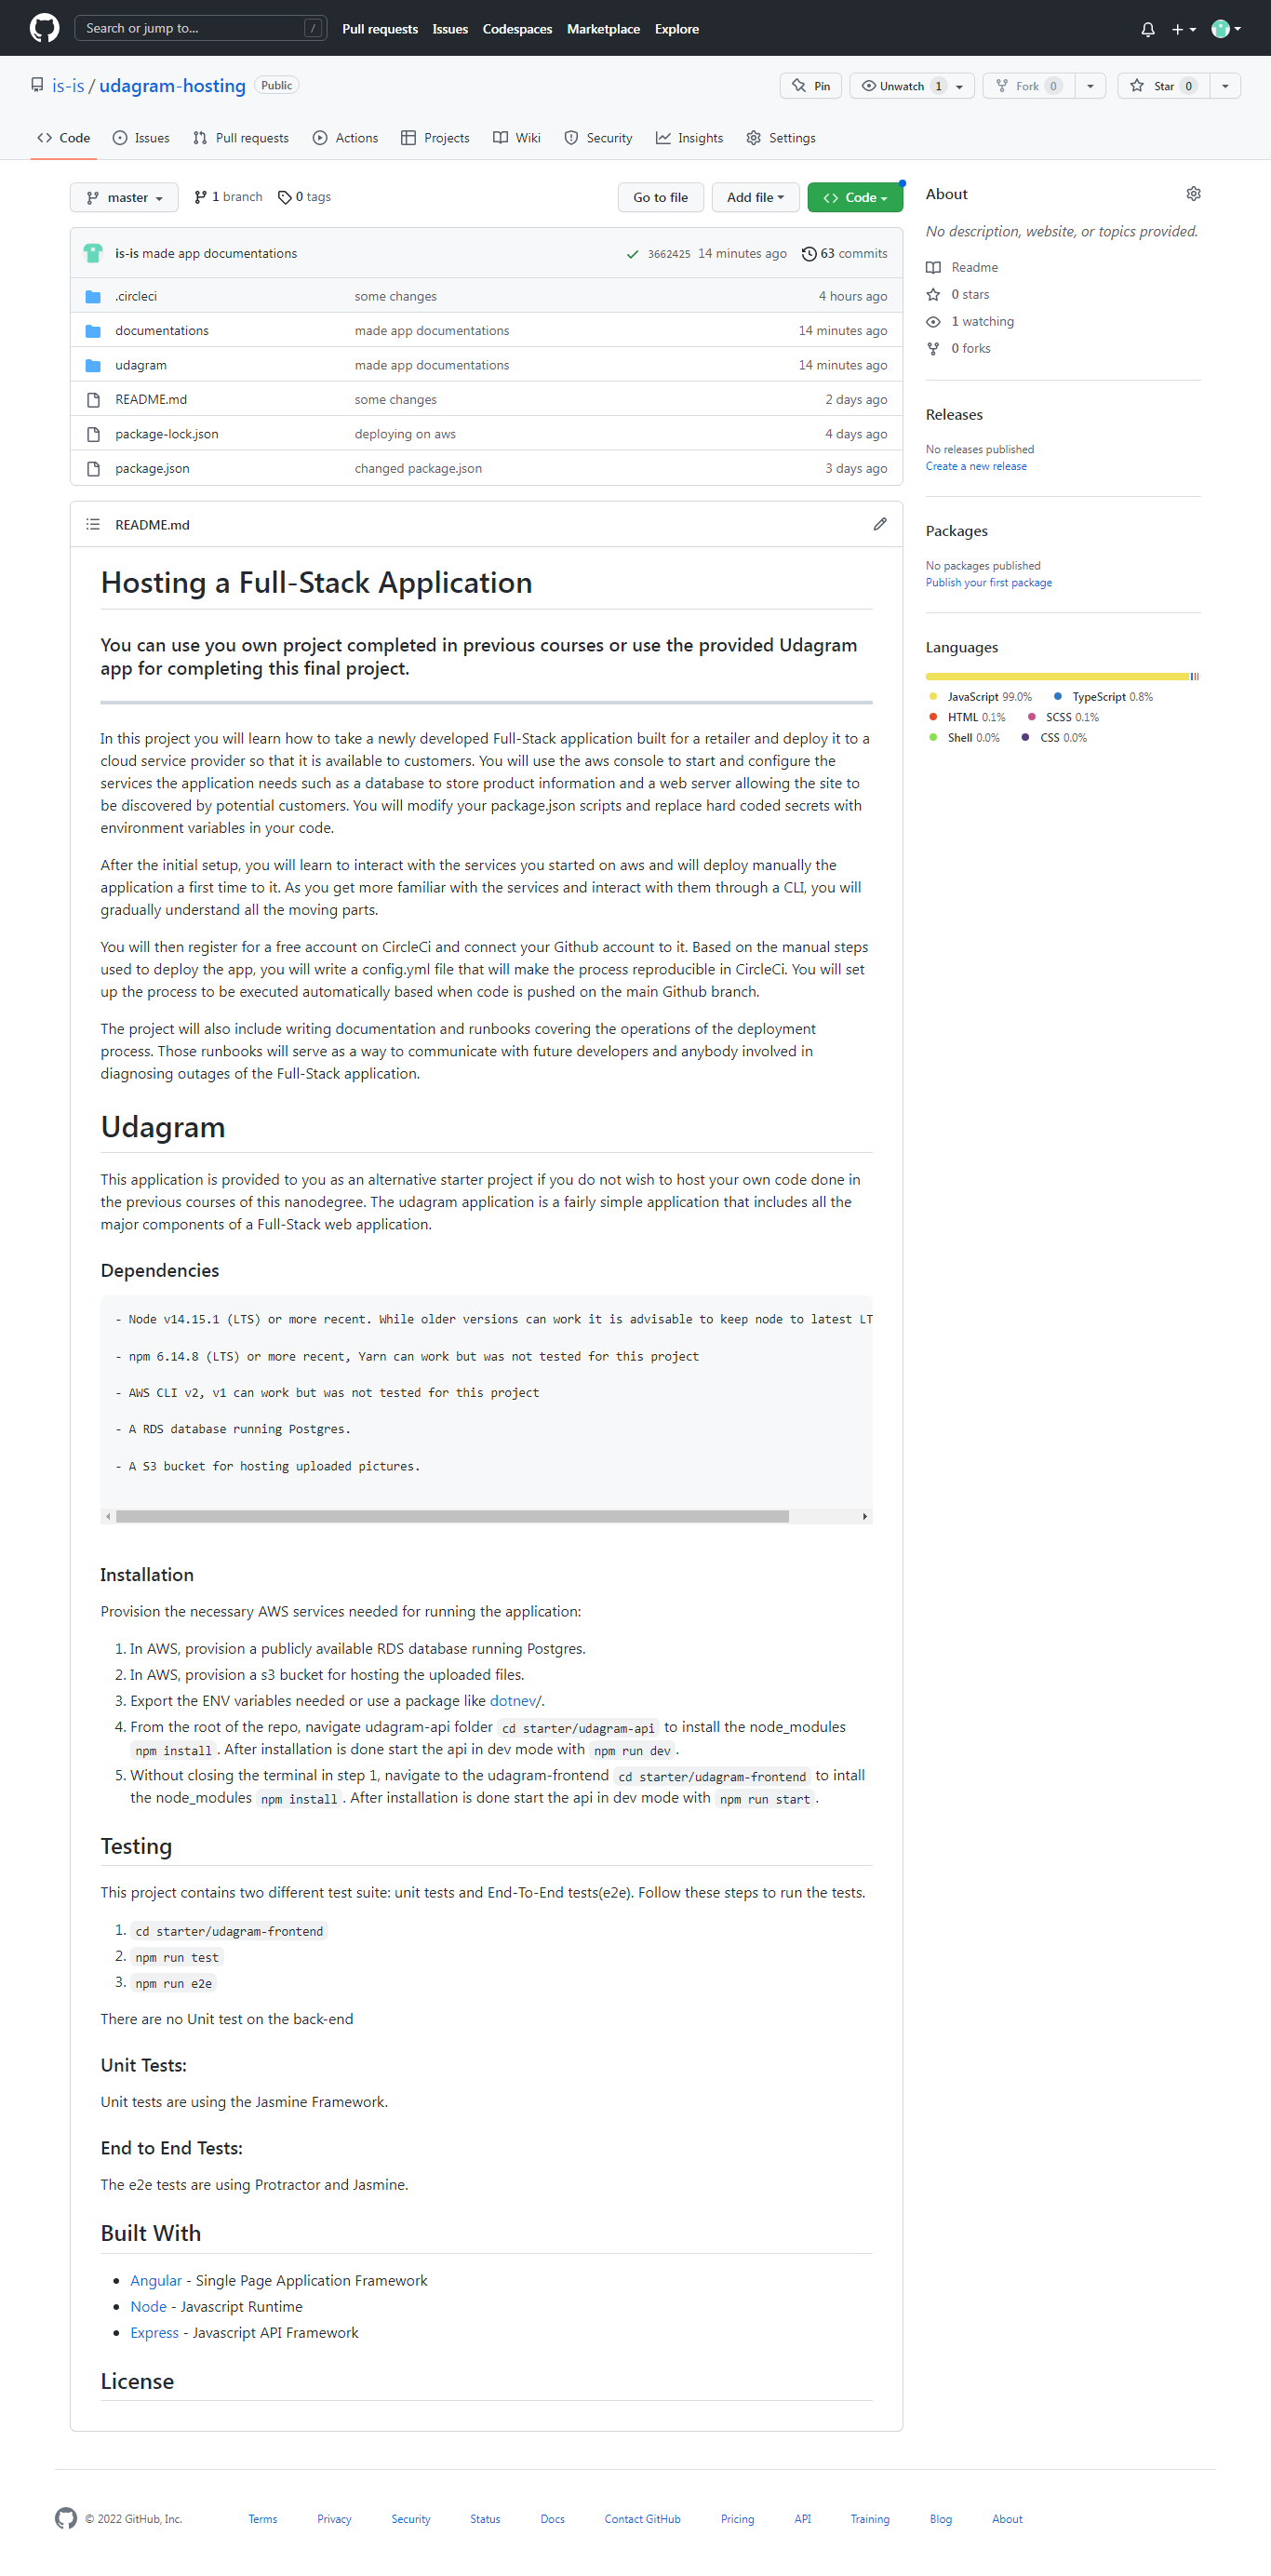 Search or jump to... /
Pull requests Issues Codespaces Marketplace Explore
is-is / udagram-hosting Public
Pin Unwatch 1 Fork 0 Star 0
Code Issues Pull requests Actions Projects Wiki Security Insights Settings
master 1 branch 0 tags Go to file Add file Code
is-is made app documentations 3662425 14 minutes ago 63 commits
.circleci some changes 4 hours ago
documentations made app documentations 14 minutes ago
udagram made app documentations 14 minutes ago
README.md some changes 2 days ago
package-lock.json deploying on aws 4 days ago
package.json changed package.json 3 days ago
README.md
Hosting a Full-Stack Application
You can use you own project completed in previous courses or use the provided Udagram
app for completing this final project.
In this project you will learn how to take a newly developed Full-Stack application built for a retailer and deploy it to a
cloud service provider so that it is available to customers. You will use the aws console to start and configure the
services the application needs such as a database to store product information and a web server allowing the site to
be discovered by potential customers. You will modify your package.json scripts and replace hard coded secrets with
environment variables in your code.
After the initial setup, you will learn to interact with the services you started on aws and will deploy manually the
application a first time to it. As you get more familiar with the services and interact with them through a CLI, you will
gradually understand all the moving parts.
You will then register for a free account on CircleCi and connect your Github account to it. Based on the manual steps
used to deploy the app, you will write a config.yml file that will make the process reproducible in CircleCi. You will set
up the process to be executed automatically based when code is pushed on the main Github branch.
The project will also include writing documentation and runbooks covering the operations of the deployment
process. Those runbooks will serve as a way to communicate with future developers and anybody involved in
diagnosing outages of the Full-Stack application.
Udagram
This application is provided to you as an alternative starter project if you do not wish to host your own code done in
the previous courses of this nanodegree. The udagram application is a fairly simple application that includes all the
major components of a Full-Stack web application.
Dependencies
- Node v14.15.1 (LTS) or more recent. While older versions can work it is advisable to keep node to latest LT
- npm 6.14.8 (LTS) or more recent, Yarn can work but was not tested for this project
- AWS CLI v2, v1 can work but was not tested for this project
- A RDS database running Postgres.
- A S3 bucket for hosting uploaded pictures.
Installation
Provision the necessary AWS services needed for running the application:
1. In AWS, provision a publicly available RDS database running Postgres.
2. In AWS, provision a s3 bucket for hosting the uploaded files.
3. Export the ENV variables needed or use a package like dotnev/.
4. From the root of the repo, navigate udagram-api folder cd starter/udagram-api to install the node_modules
npm install. After installation is done start the api in dev mode with npm run dev.
5. Without closing the terminal in step 1, navigate to the udagram-frontend cd starter/udagram-frontend to intall
the node_modules npm install. After installation is done start the api in dev mode with npm run start.
Testing
This project contains two different test suite: unit tests and End-To-End tests(e2e). Follow these steps to run the tests.
1. cd starter/udagram-frontend
2. npm run test
3. npm run e2e
There are no Unit test on the back-end
Unit Tests:
Unit tests are using the Jasmine Framework.
End to End Tests:
The e2e tests are using Protractor and Jasmine.
Built With
Angular - Single Page Application Framework
Node - Javascript Runtime
Express - Javascript API Framework
License
About
No description, website, or topics provided.
Readme
0 stars
1 watching
0 forks
Releases
No releases published
Create a new release
Packages
No packages published
Publish your first package
Languages
JavaScript 99.0% TypeScript 0.8%
HTML 0.1% SCSS 0.1%
Shell 0.0% CSS 0.0%
© 2022 GitHub, Inc. Terms Privacy Security Status Docs Contact GitHub Pricing API Training Blog About